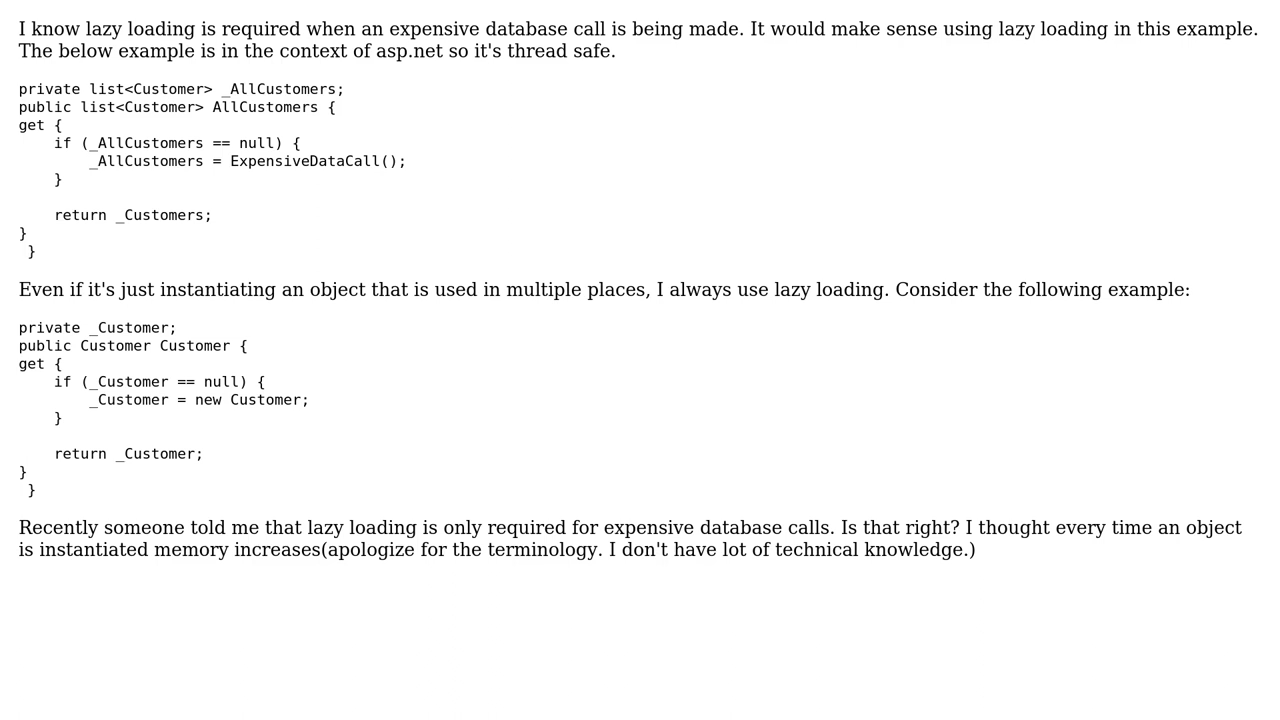 I know lazy loading is required when an expensive database call is being made. It would make sense using lazy loading in this example.
The below example is in the context of asp.net so it's thread safe.
private list<Customer> _AllCustomers;
public list<Customer> AllCustomers {
get {
    if (_AllCustomers == null) {
        _AllCustomers = ExpensiveDataCall();
    }
    return _Customers;
}
 }
Even if it's just instantiating an object that is used in multiple places, I always use lazy loading. Consider the following example:
private _Customer;
public Customer Customer {
get {
    if (_Customer == null) {
        _Customer = new Customer;
    }
    return _Customer;
}
 }
Recently someone told me that lazy loading is only required for expensive database calls. Is that right? I thought every time an object
is instantiated memory increases(apologize for the terminology. I don't have lot of technical knowledge.)